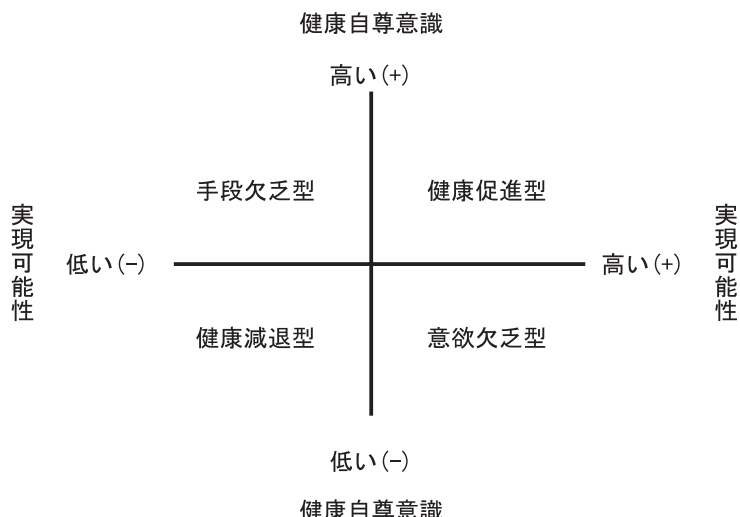 健康自尊意識
高い(+)
手段欠乏型
健康促進型
実現可能性
低い(−)
高い(+)
実現可能性
健康減退型
意欲欠乏型
低い(−)
健康自尊意識